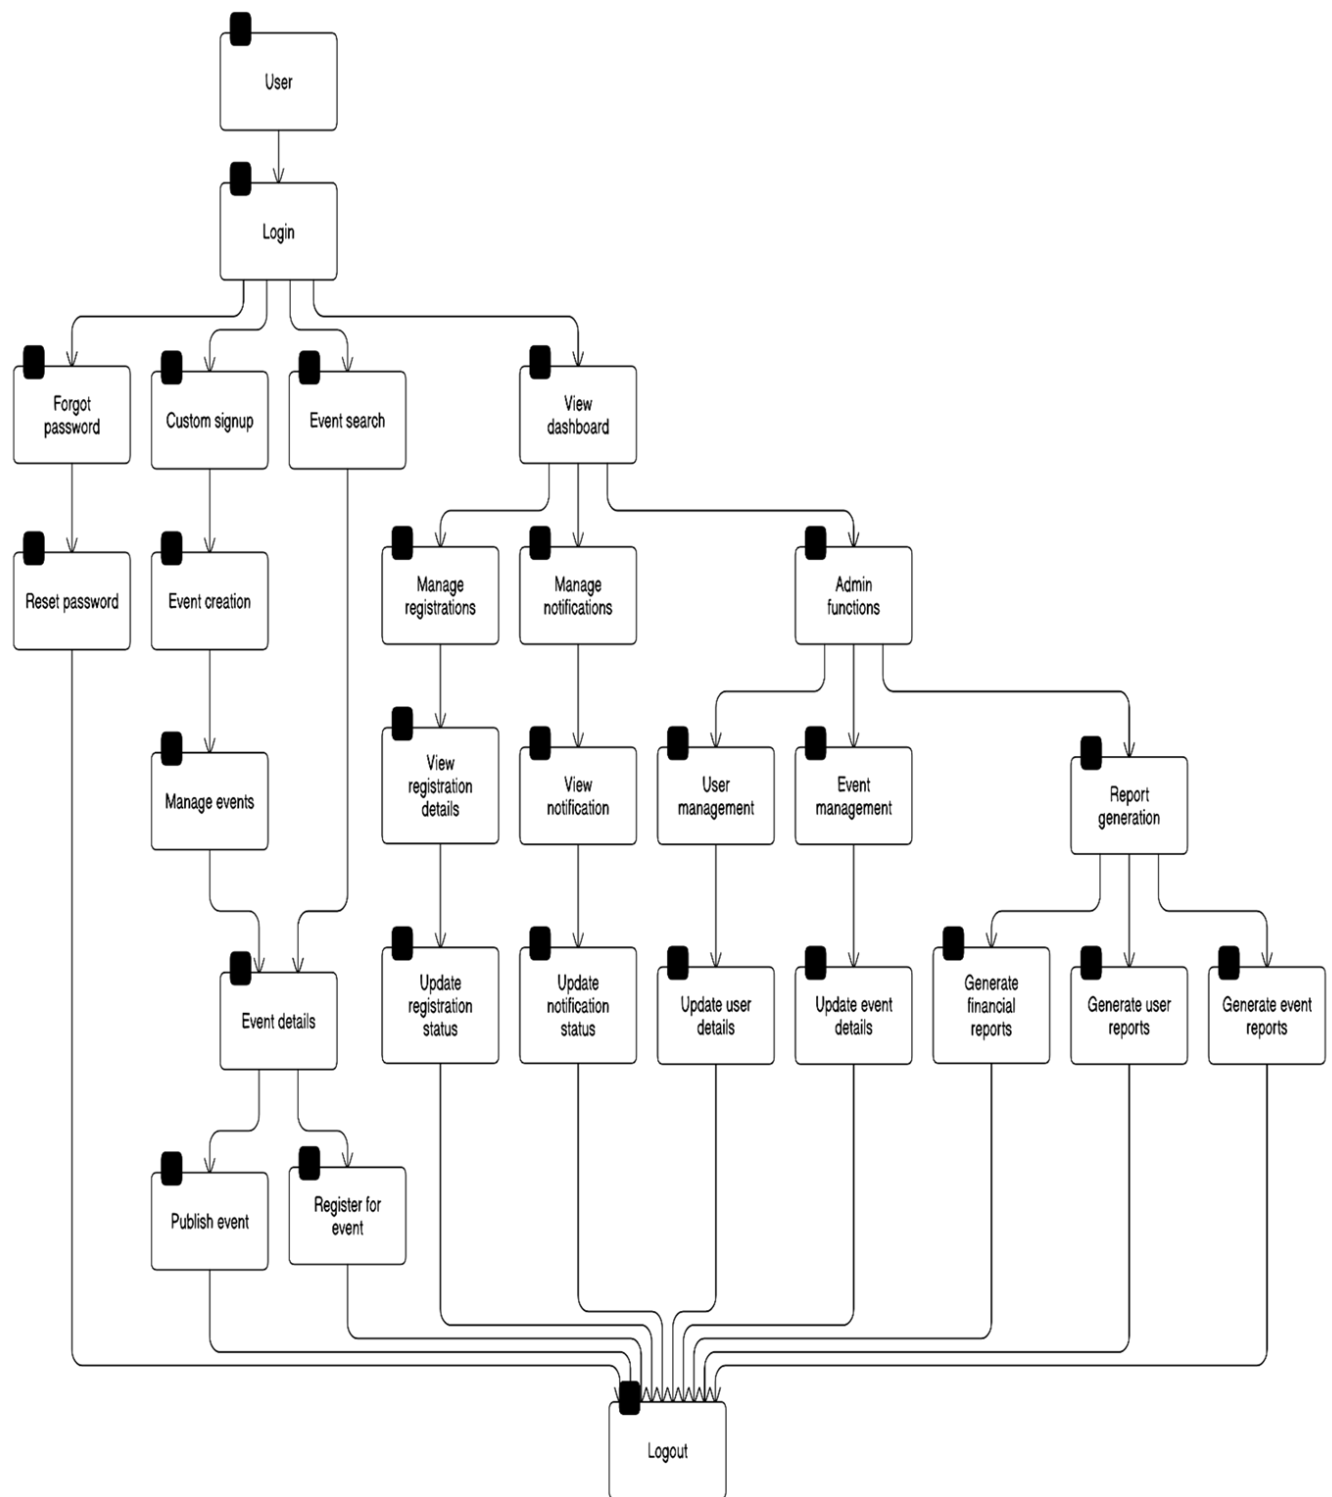 User
Login
Forgot
password
Custom signup
Event search
View
dashboard
Reset password
Event creation
Manage
registrations
Manage
notifications
Admin
functions
Manage events
View
registration
details
View
notification
User
management
Event
management
Report
generation
Event details
Update
registration
status
Update
notification
status
Update user
details
Update event
details
Generate
financial
reports
Generate user
reports
Generate event
reports
Publish event
Register for
event
Logout